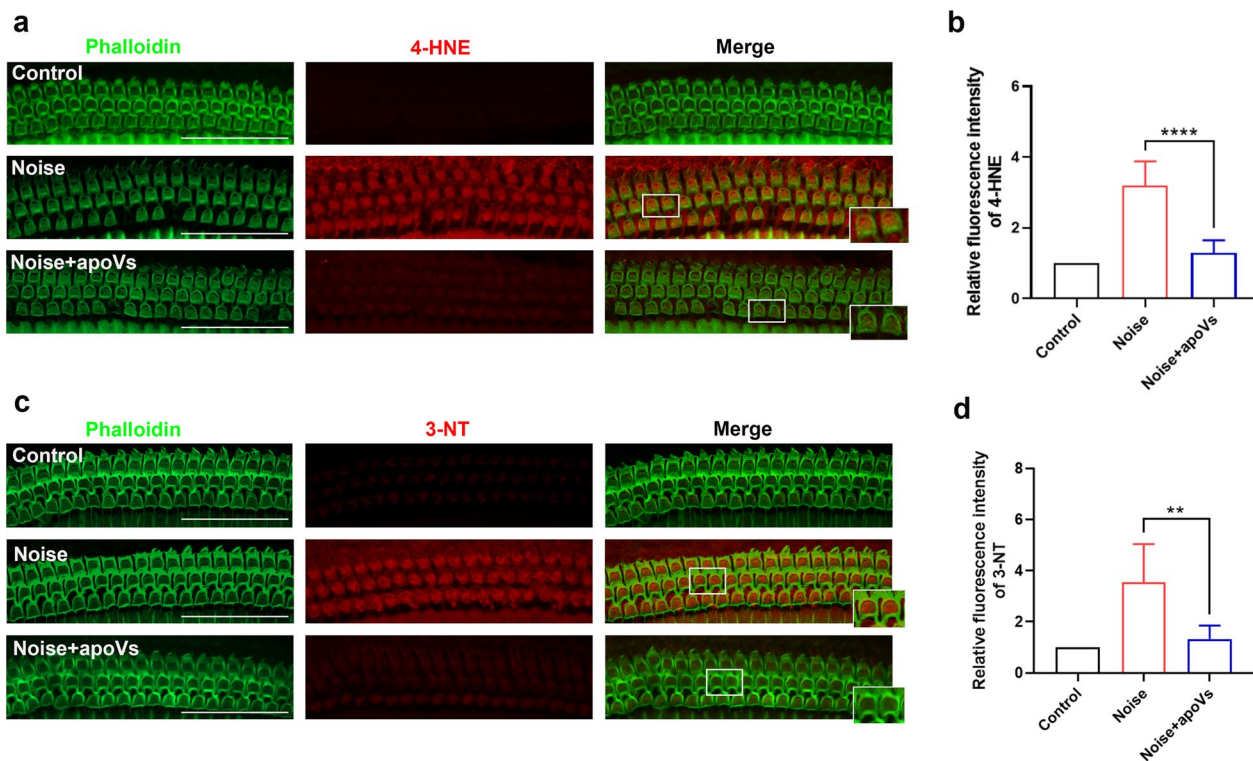 a
Phalloidin 4-HNE Merge
Control
Noise
Noise+apoVs
b
Relative fluorescence intensity
of 4-HNE
6
4
2
0
****
Control Noise Noise+apoVs
c
Phalloidin 3-NT Merge
Control
Noise
Noise+apoVs
d
Relative fluorescence intensity
of 3-NT
8
6
4
2
0
**
Control Noise Noise+apoVs